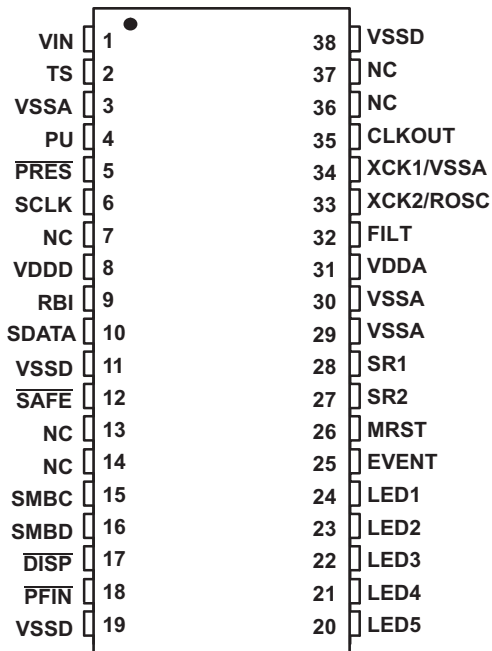 VIN 1 38 VSSD
TS 2 37 NC
VSSA 3 36 NC
PU 4 35 CLKOUT
PRES 5 34 XCK1/VSSA
SCLK 6 33 XCK2/ROSC
NC 7 32 FILT
VDDD 8 31 VDDA
RBI 9 30 VSSA
SDATA 10 29 VSSA
VSSD 11 28 SR1
SAFE 12 27 SR2
NC 13 26 MRST
NC 14 25 EVENT
SMBC 15 24 LED1
SMBD 16 23 LED2
DISP 17 22 LED3
PFIN 18 21 LED4
VSSD 19 20 LED5